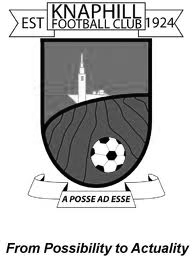 KNAPHILL
EST FOOTBALL CLUB 1924
A POSSE AD ESSE
From Possibility to Actuality